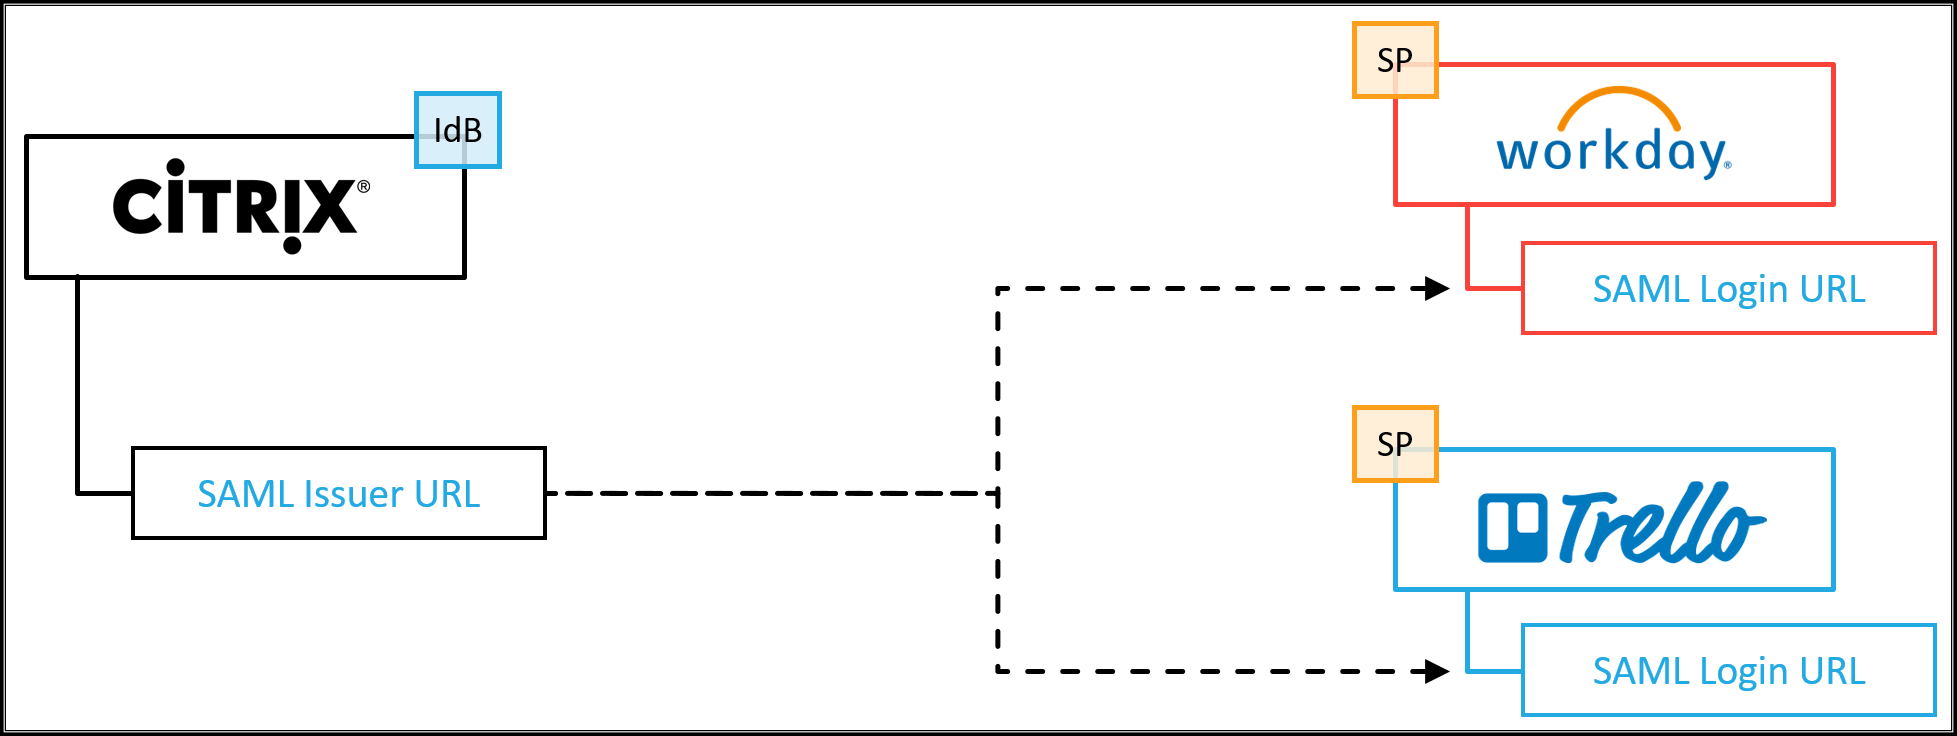 IdB
CiTRIX®
SAML Issuer URL
SP
workday®
SAML Login URL
SP
Trello
SAML Login URL